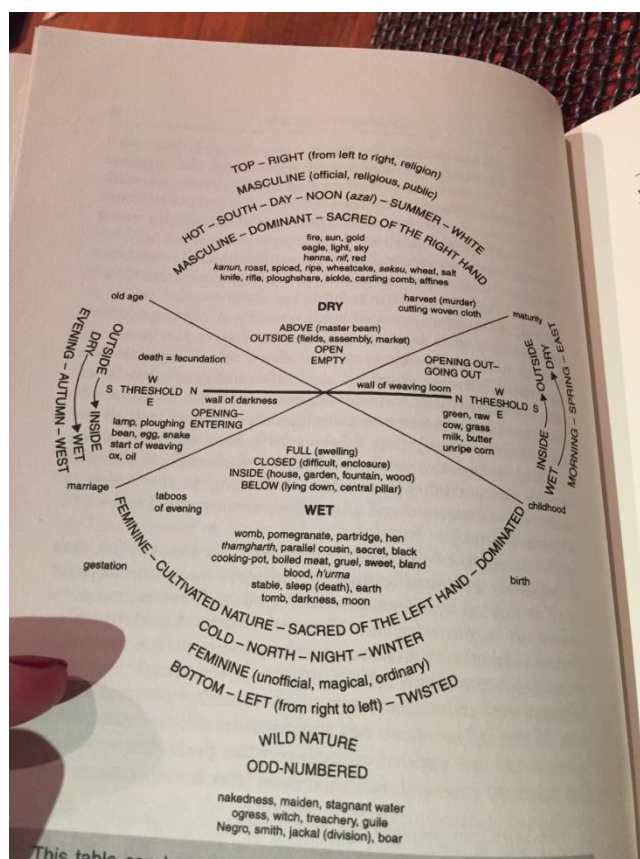 TOP – RIGHT (from left to right, religion)
MASCULINE (official, religious, public)
HOT – SOUTH – DAY – NOON (azal) – SUMMER – WHITE
MASCULINE – DOMINANT – SACRED OF THE RIGHT HAND
fire, sun, gold
eagle, light, sky
henna, nif, red
kanun, roast, spiced, ripe, wheatcake, seksu, wheat, salt
knife, rifle, ploughshare, sickle, carding comb, affines
old age
DRY
harvest (murder)
cutting woven cloth
maturity
ABOVE (master beam)
OUTSIDE (fields, assembly, market)
OPEN
EMPTY
EVENING – AUTUMN – WEST
OUTSIDE INSIDE
DRY WET
death = fecundation
OPENING OUT–
GOING OUT
W
S THRESHOLD N
E
wall of darkness
wall of weaving loom
W
N THRESHOLD S
E
INSIDE OUTSIDE
WET DRY
MORNING – SPRING – EAST
OPENING–
ENTERING
lamp, ploughing
bean, egg, snake
start of weaving
ox, oil
green, raw
cow, grass
milk, butter
unripe corn
FULL (swelling)
CLOSED (difficult, enclosure)
INSIDE (house, garden, fountain, wood)
BELOW (lying down, central pillar)
marriage
taboos
of evening
WET
childhood
womb, pomegranate, partridge, hen
thamgharth, parallel cousin, secret, black
cooking-pot, boiled meat, gruel, sweet, bland
blood, h'urma
stable, sleep (death), earth
tomb, darkness, moon
gestation
birth
FEMININE – CULTIVATED NATURE – SACRED OF THE LEFT HAND – DOMINATED
COLD – NORTH – NIGHT – WINTER
FEMININE (unofficial, magical, ordinary)
BOTTOM – LEFT (from right to left) – TWISTED
WILD NATURE
ODD-NUMBERED
nakedness, maiden, stagnant water
ogress, witch, treachery, guile
Negro, smith, jackal (division), boar
This table